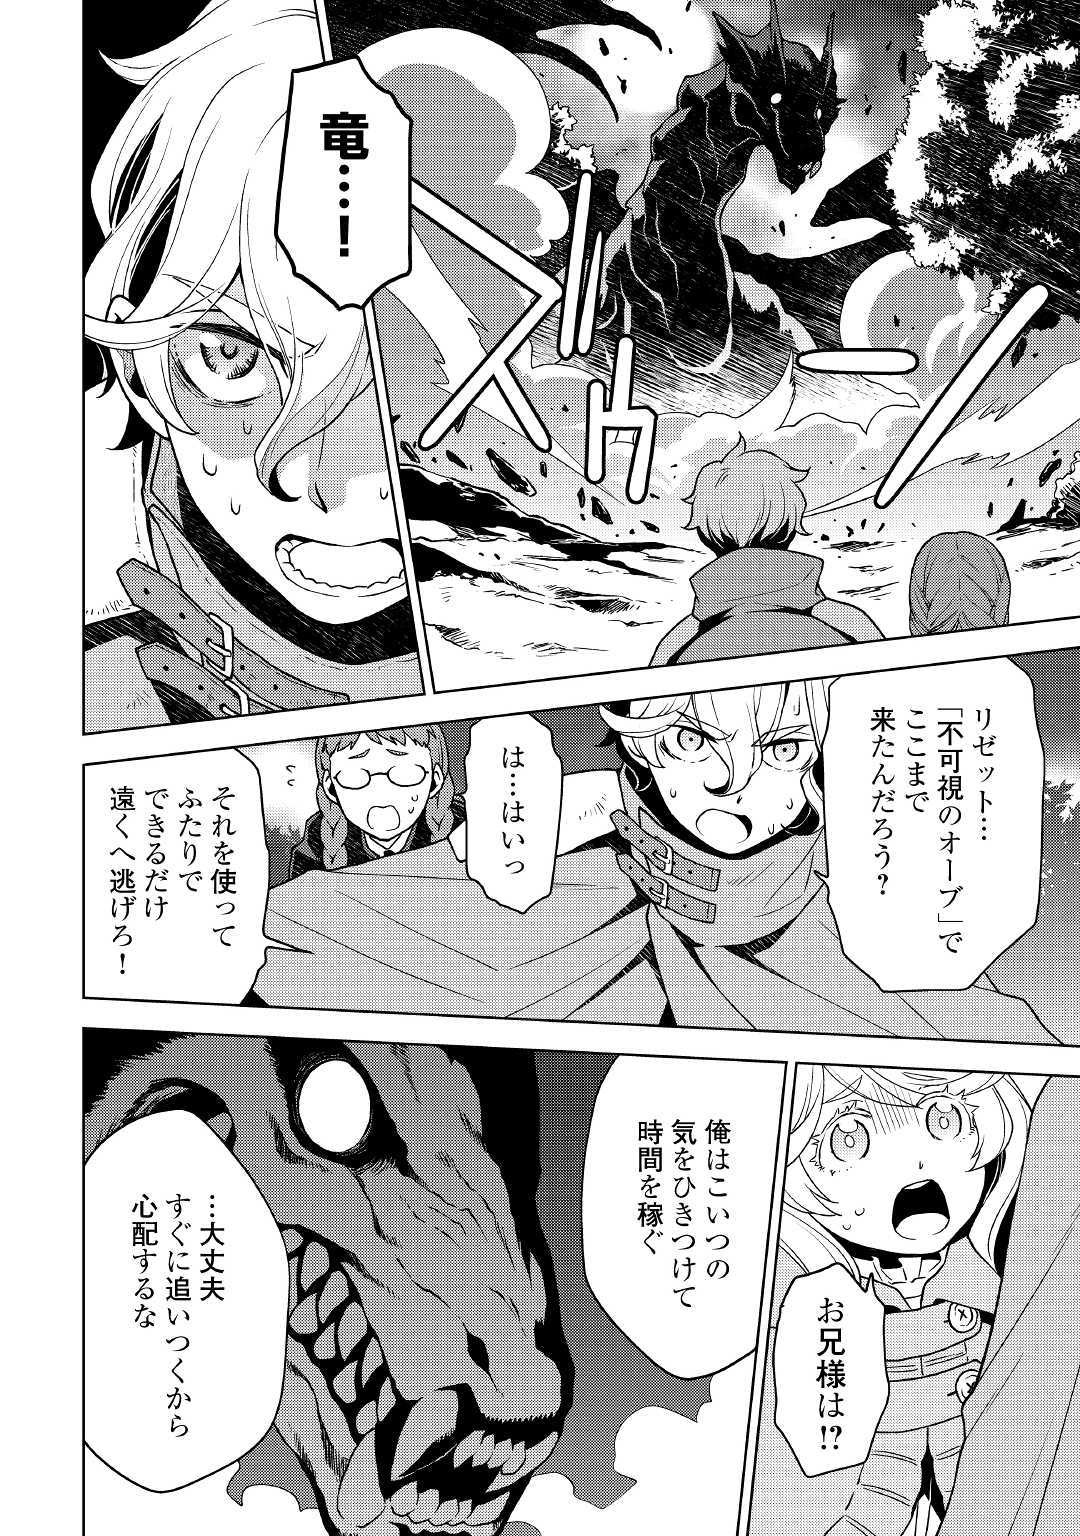 ズウ
ーン
竜…！
リゼット…
「不可視のオーブ」で
ここまで
来たんだろう？
は…はいっ
それを使って
ふたりで
できるだけ
遠くへ逃げろ！
お兄様は!?
俺はこいつの
気をひきつけて
時間を稼ぐ
…大丈夫
すぐに追いつくから
心配するな